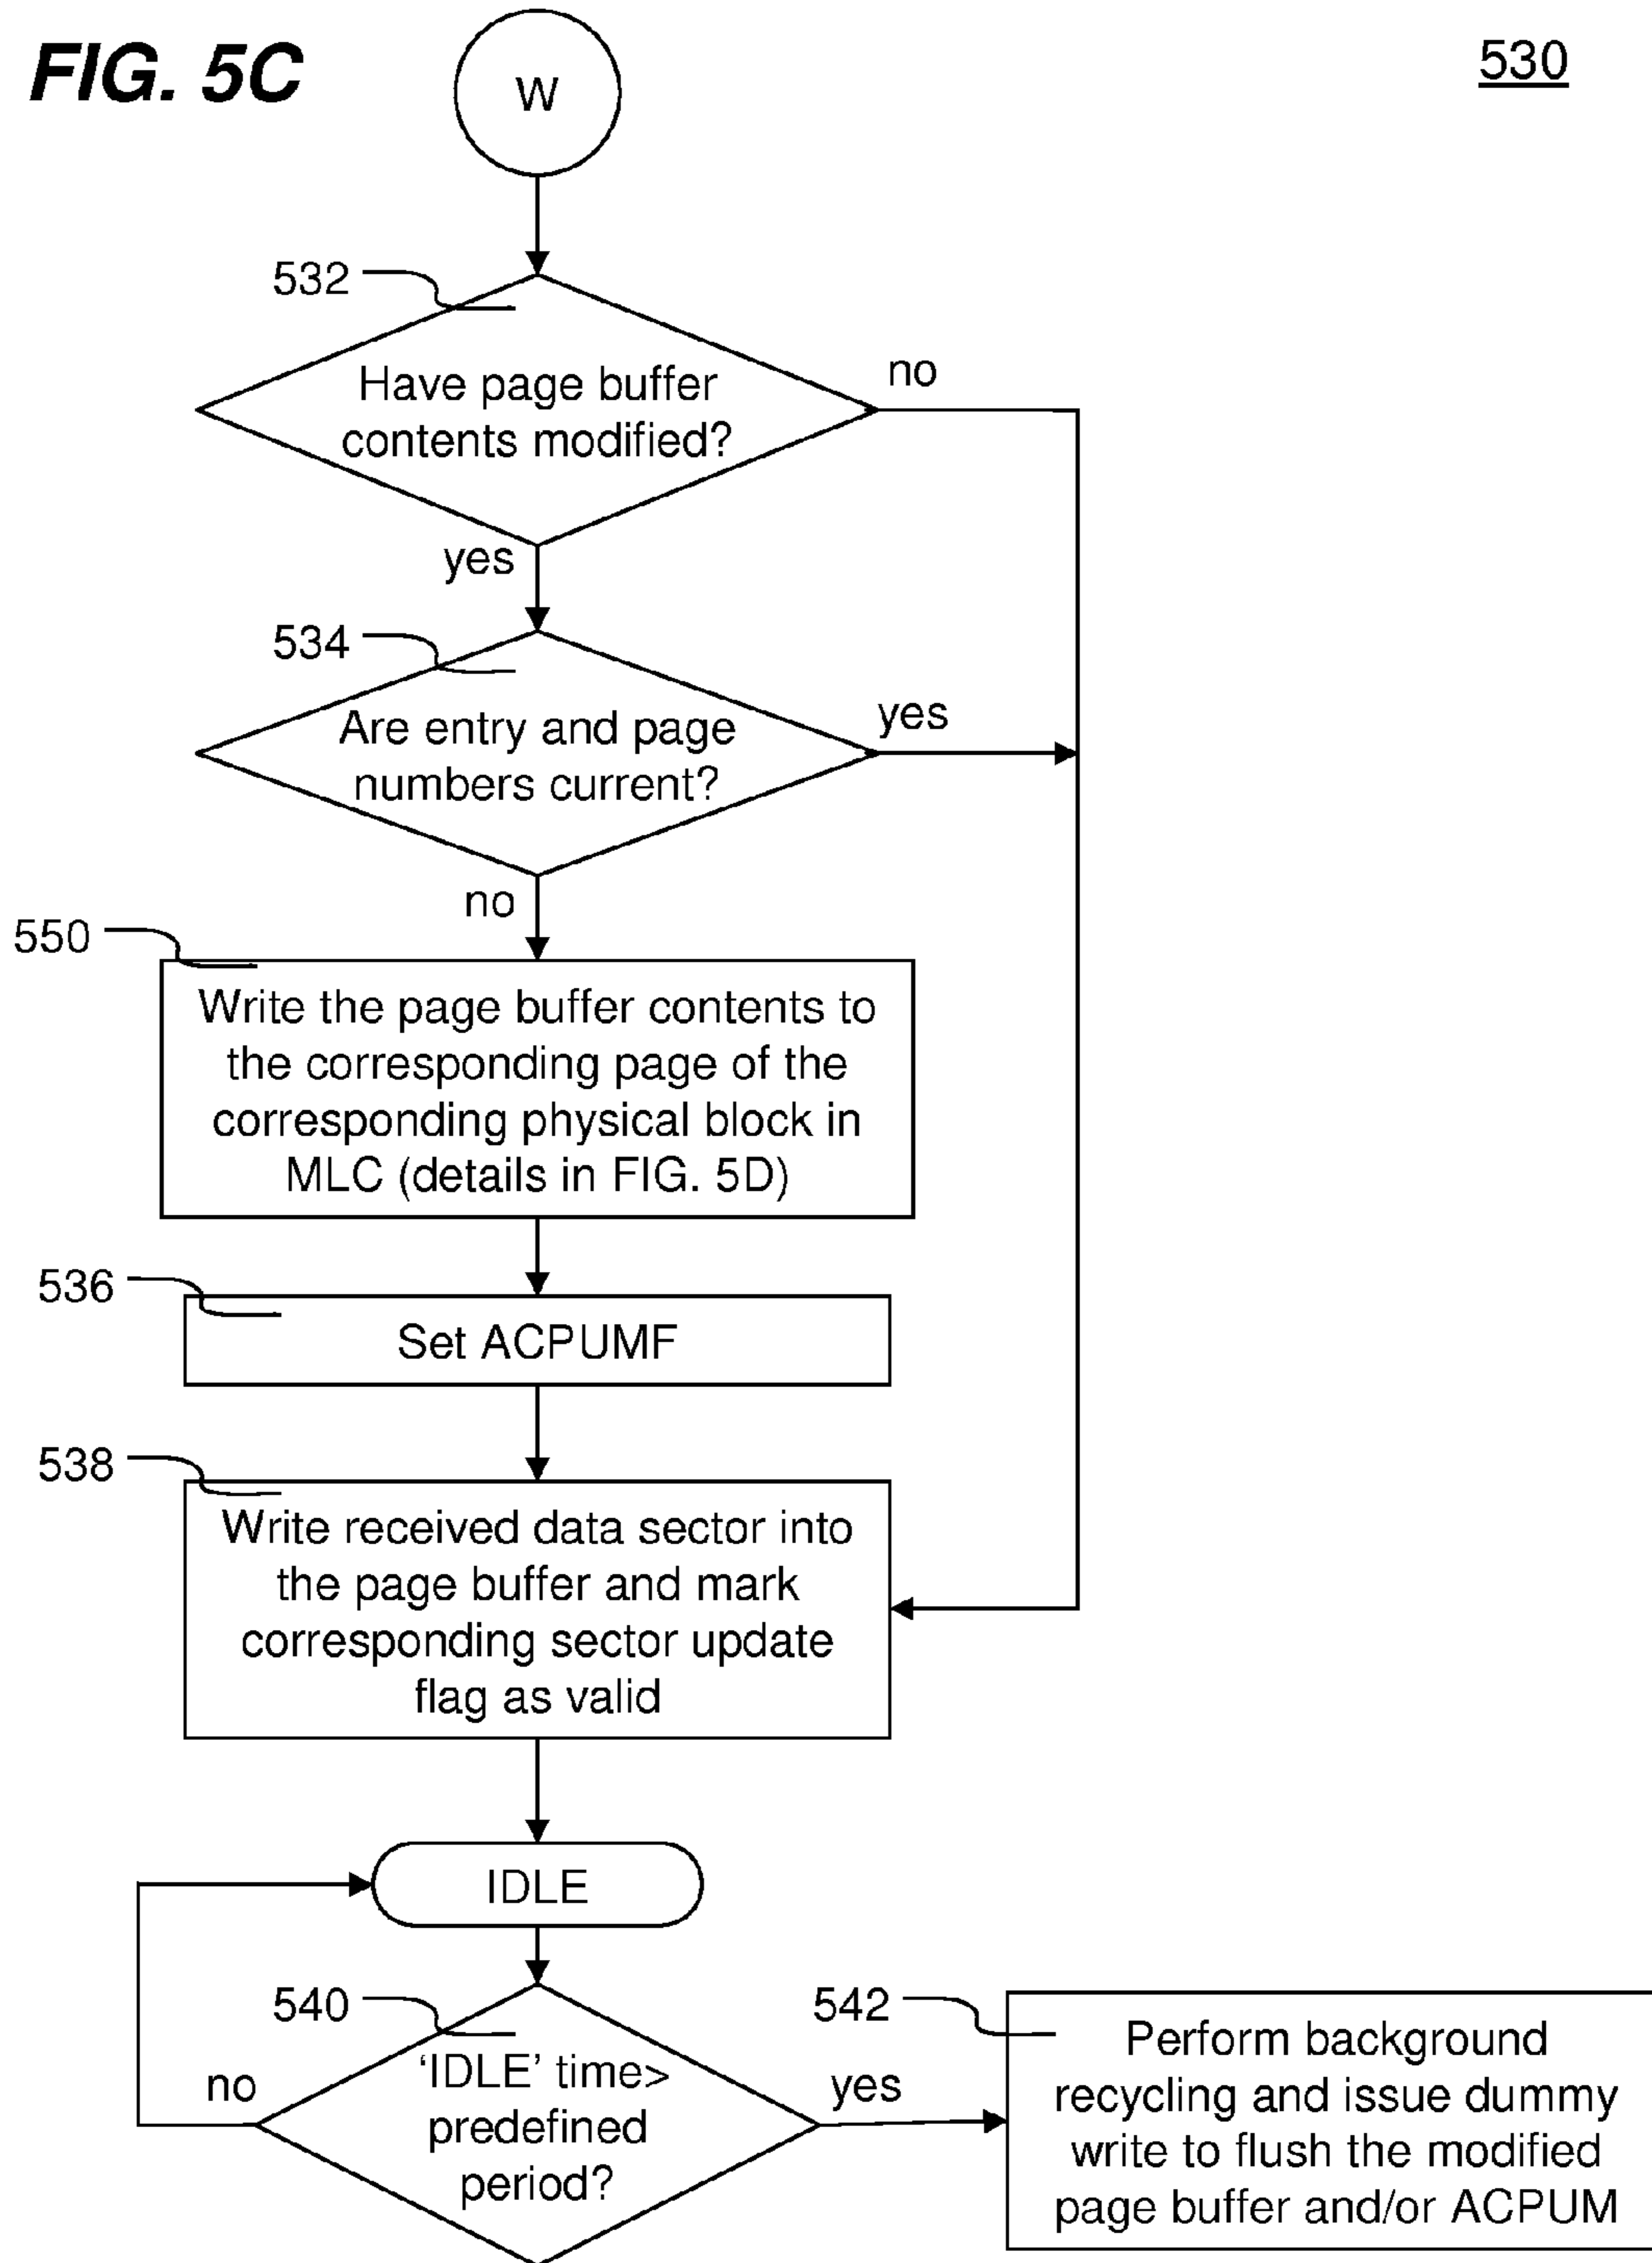 FIG. 5C
530
W
532
Have page buffer
contents modified?
no
yes
534
Are entry and page
numbers current?
yes
no
550
Write the page buffer contents to
the corresponding page of the
corresponding physical block in
MLC (details in FIG. 5D)
536
Set ACPUMF
538
Write received data sector into
the page buffer and mark
corresponding sector update
flag as valid
IDLE
540
‘IDLE’ time>
predefined
period?
no
yes
542
Perform background
recycling and issue dummy
write to flush the modified
page buffer and/or ACPUM